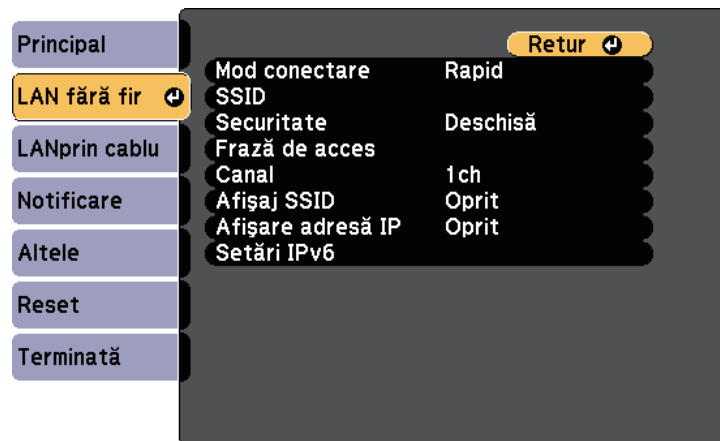 Principal
LAN fără fir
LANprin cablu
Notificare
Altele
Reset
Terminată
Retur
Mod conectare Rapid
SSID
Securitate Deschisă
Frază de acces
Canal 1ch
Afişaj SSID Oprit
Afişare adresă IP Oprit
Setări IPv6